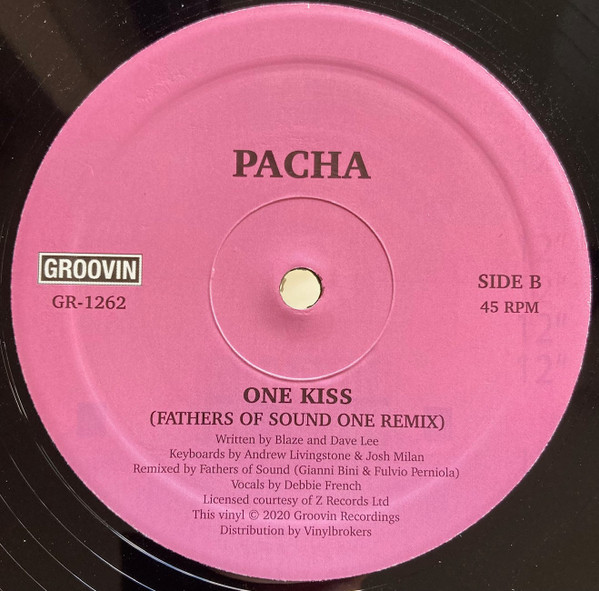 PACHA
GROOVIN
GR-1262
SIDE B
45 RPM
ONE KISS
(FATHERS OF SOUND ONE REMIX)
Written by Blaze and Dave Lee
Keyboards by Andrew Livingstone & Josh Milan
Remixed by Fathers of Sound (Gianni Bini & Fulvio Perniola)
Vocals by Debbie French
Licensed courtesy of Z Records Ltd
This vinyl © 2020 Groovin Recordings
Distribution by Vinylbrokers
12"
12"